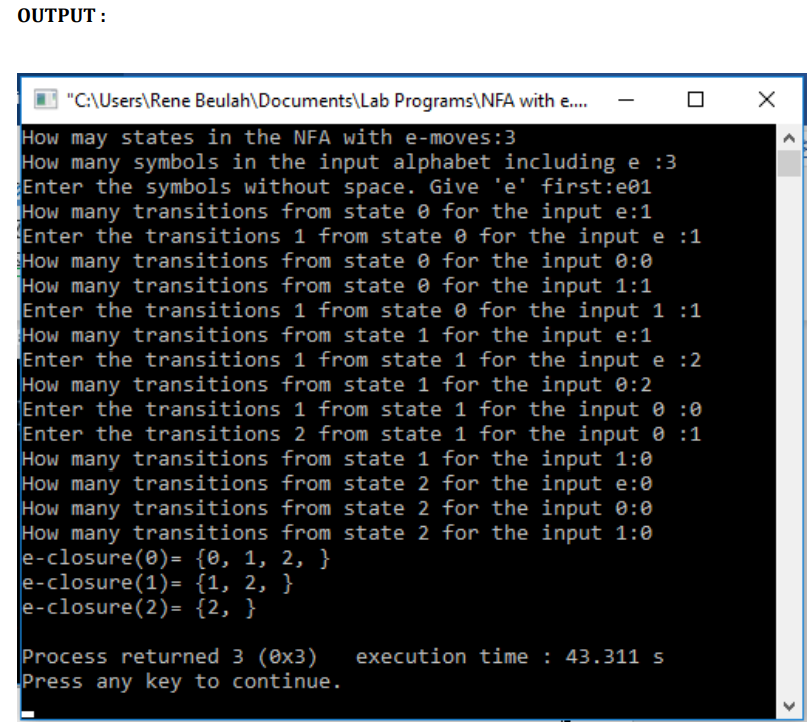 OUTPUT :
"C:\Users\Rene Beulah\Documents\Lab Programs\NFA with e....
How may states in the NFA with e-moves:3
How many symbols in the input alphabet including e :3
Enter the symbols without space. Give 'e' first:e01
How many transitions from state 0 for the input e:1
Enter the transitions 1 from state 0 for the input e :1
How many transitions from state 0 for the input 0:0
How many transitions from state 0 for the input 1:1
Enter the transitions 1 from state 0 for the input 1 :1
How many transitions from state 1 for the input e:1
Enter the transitions 1 from state 1 for the input e :2
How many transitions from state 1 for the input 0:2
Enter the transitions 1 from state 1 for the input 0 :0
Enter the transitions 2 from state 1 for the input 0 :1
How many transitions from state 1 for the input 1:0
How many transitions from state 2 for the input e:0
How many transitions from state 2 for the input 0:0
How many transitions from state 2 for the input 1:0
e-closure(0)= {0, 1, 2, }
e-closure(1)= {1, 2, }
e-closure(2)= {2, }
Process returned 3 (0x3)   execution time : 43.311 s
Press any key to continue.